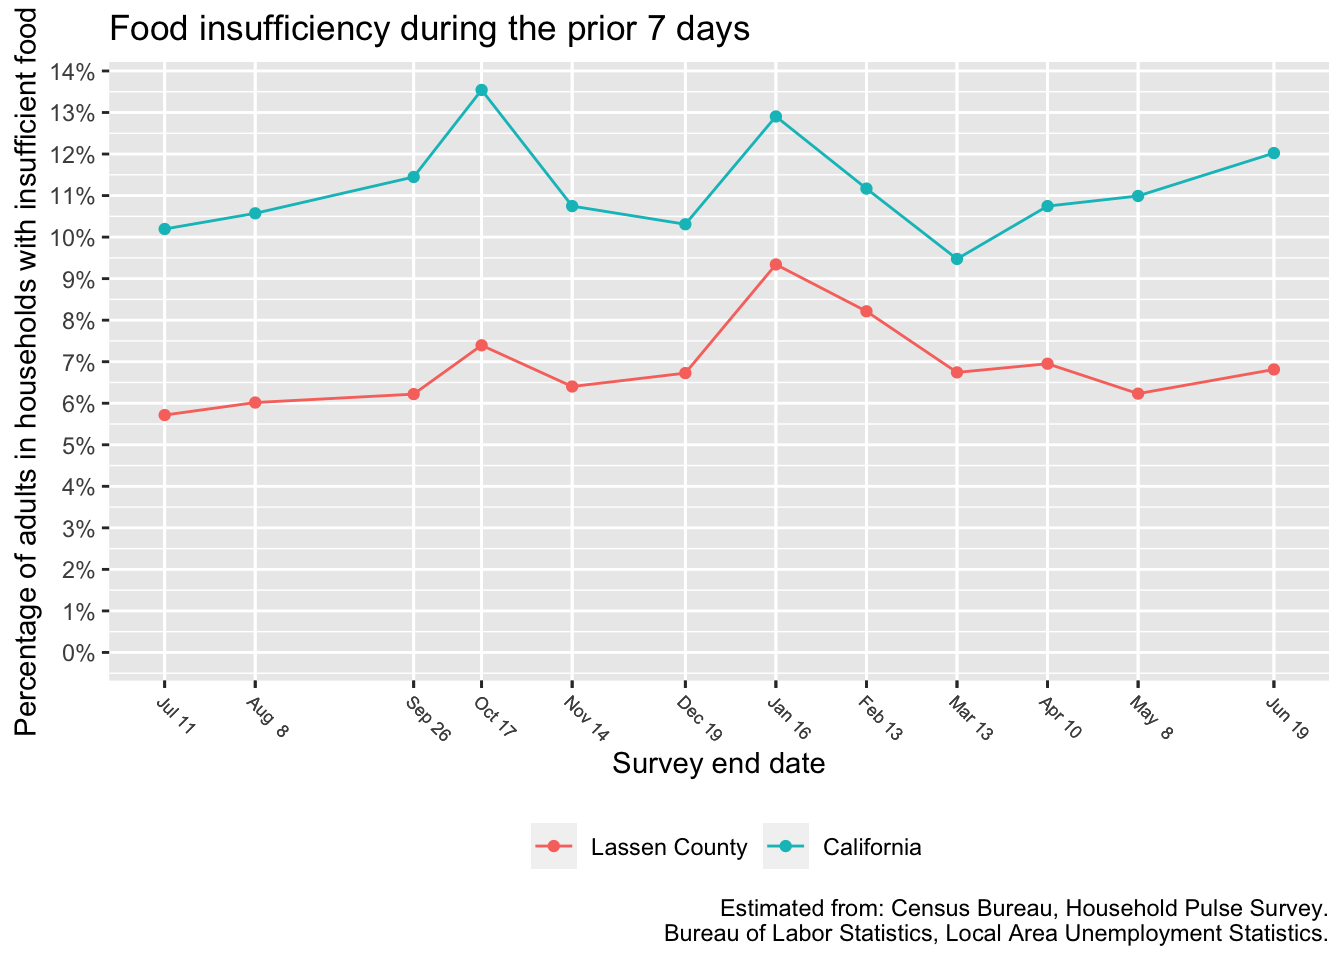 Food insufficiency during the prior 7 days
Percentage of adults in households with insufficient food
14%
13%
12%
11%
10%
9%
8%
7%
6%
5%
4%
3%
2%
1%
0%
Jul 11
Aug 8
Sep 26
Oct 17
Nov 14
Dec 19
Jan 16
Feb 13
Mar 13
Apr 10
May 8
Jun 19
Survey end date
Lassen County
California
Estimated from: Census Bureau, Household Pulse Survey.
Bureau of Labor Statistics, Local Area Unemployment Statistics.